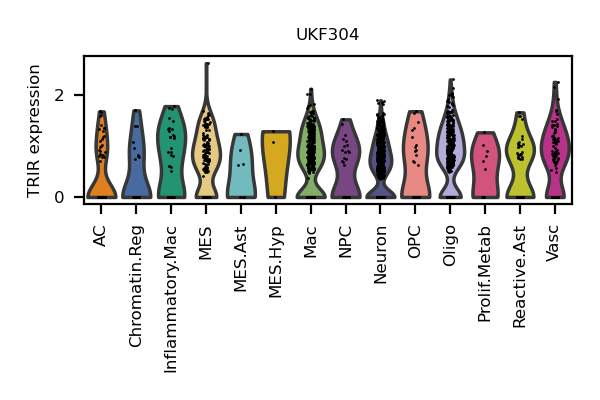 UKF304
TRIR expression
2
0
AC
Chromatin.Reg
Inflammatory.Mac
MES
MES.Ast
MES.Hyp
Mac
NPC
Neuron
OPC
Oligo
Prolif.Metab
Reactive.Ast
Vasc